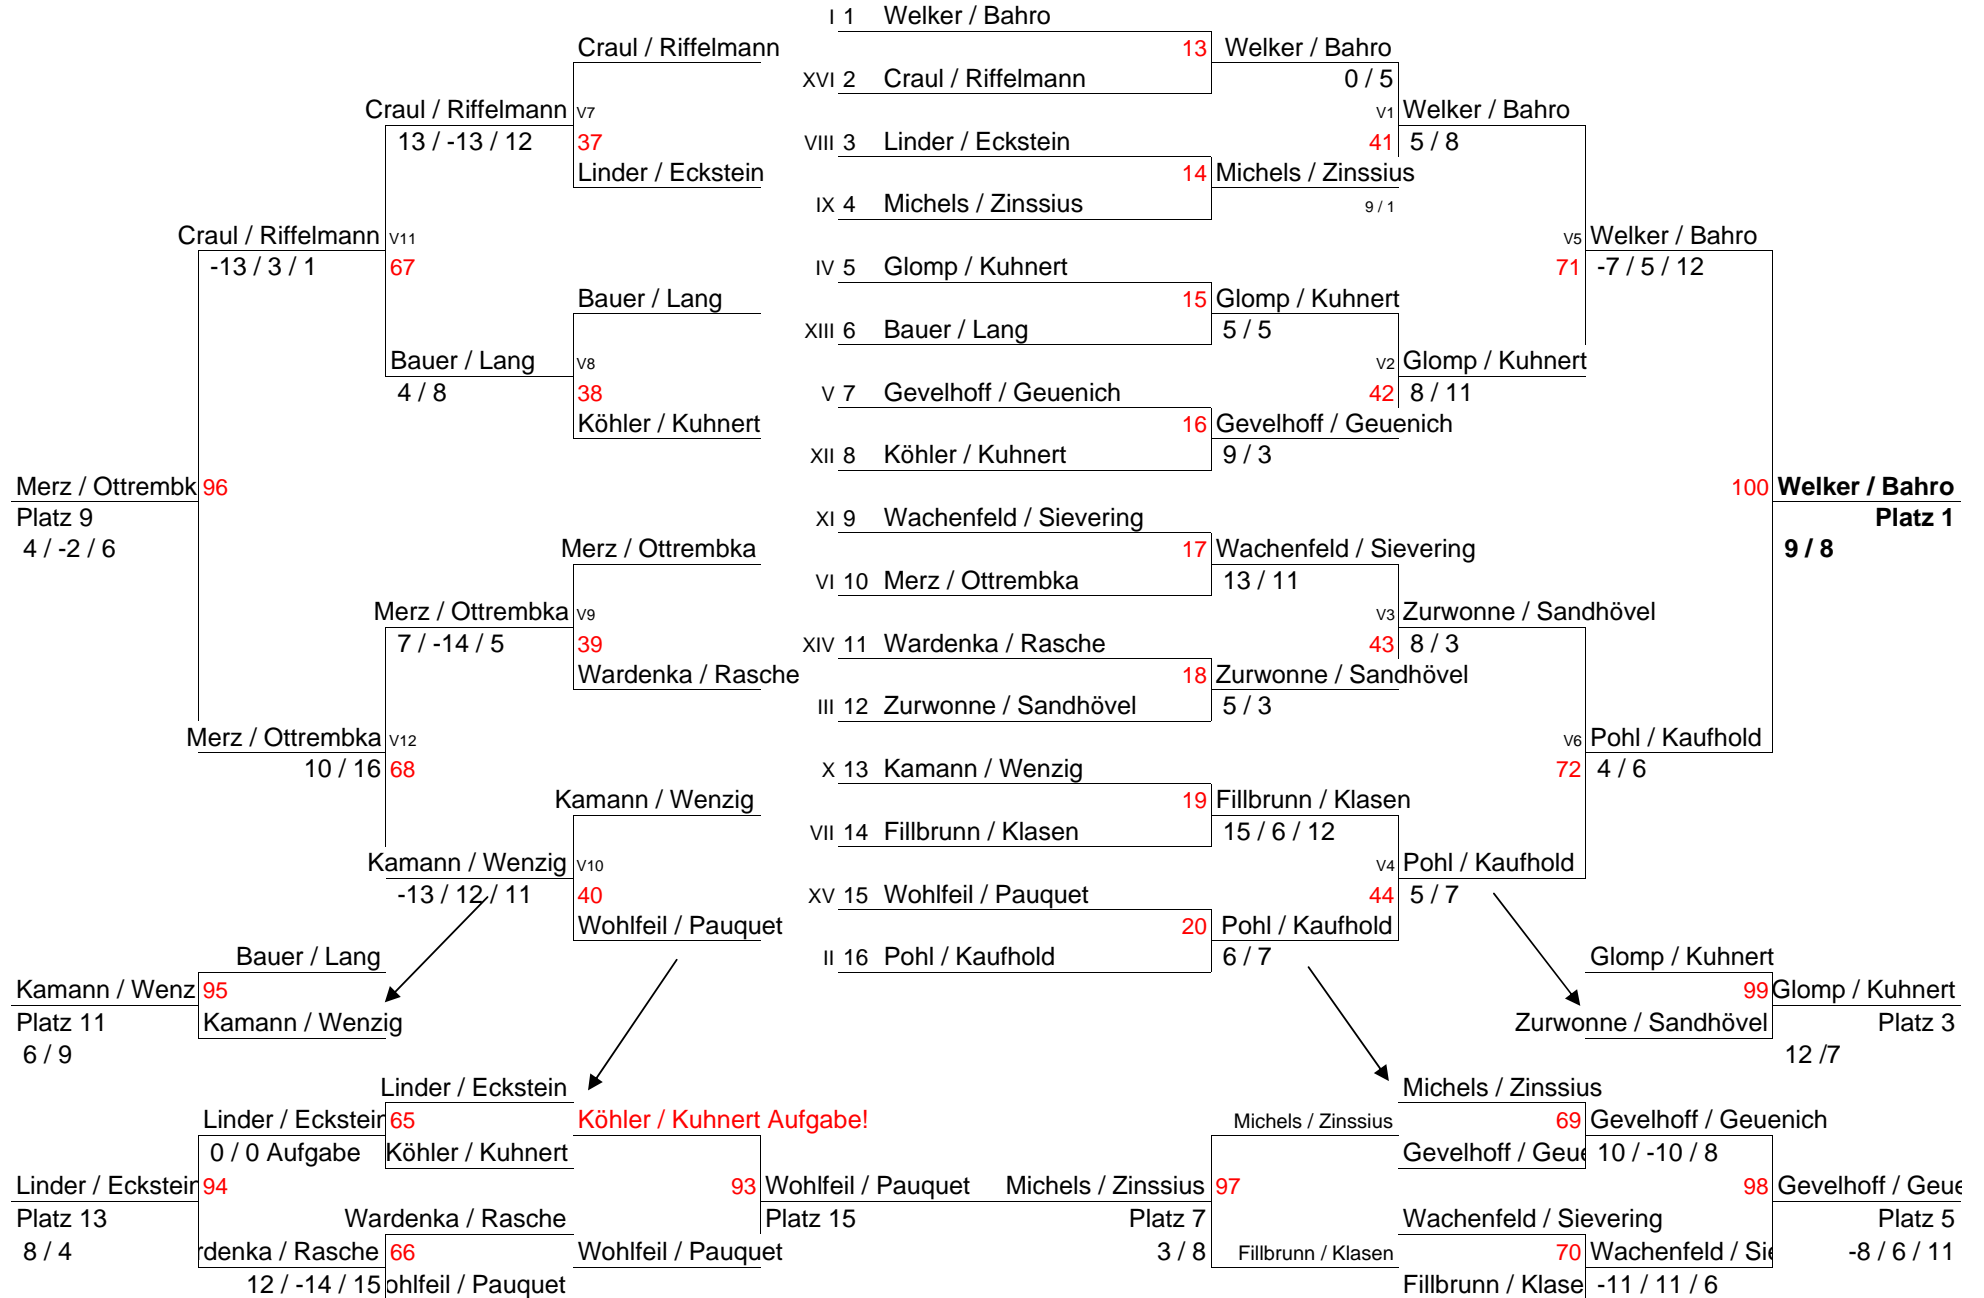 I 1 Welker / Bahro
Craul / Riffelmann 13 Welker / Bahro
XVI 2 Craul / Riffelmann 0 / 5
Craul / Riffelmann V7 V1 Welker / Bahro
13 / -13 / 12 37 VIII 3 Linder / Eckstein 41 5 / 8
Linder / Eckstein 14 Michels / Zinssius
IX 4 Michels / Zinssius 9 / 1
Craul / Riffelmann V11 V5 Welker / Bahro
-13 / 3 / 1 67 IV 5 Glomp / Kuhnert 71 -7 / 5 / 12
Bauer / Lang 15 Glomp / Kuhnert
XIII 6 Bauer / Lang 5 / 5
Bauer / Lang V8 V2 Glomp / Kuhnert
4 / 8 38 V 7 Gevelhoff / Geuenich 42 8 / 11
Köhler / Kuhnert 16 Gevelhoff / Geuenich
XII 8 Köhler / Kuhnert 9 / 3
Merz / Ottrembk 96 100 Welker / Bahro
Platz 9 XI 9 Wachenfeld / Sievering Platz 1
4 / -2 / 6 Merz / Ottrembka 17 Wachenfeld / Sievering 9 / 8
VI 10 Merz / Ottrembka 13 / 11
Merz / Ottrembka V9 V3 Zurwonne / Sandhövel
7 / -14 / 5 39 XIV 11 Wardenka / Rasche 43 8 / 3
Wardenka / Rasche 18 Zurwonne / Sandhövel
III 12 Zurwonne / Sandhövel 5 / 3
Merz / Ottrembka V12 V6 Pohl / Kaufhold
10 / 16 68 X 13 Kamann / Wenzig 72 4 / 6
Kamann / Wenzig 19 Fillbrunn / Klasen
VII 14 Fillbrunn / Klasen 15 / 6 / 12
Kamann / Wenzig V10 V4 Pohl / Kaufhold
-13 / 12 / 11 40 XV 15 Wohlfeil / Pauquet 44 5 / 7
Wohlfeil / Pauquet 20 Pohl / Kaufhold
Bauer / Lang II 16 Pohl / Kaufhold 6 / 7 Glomp / Kuhnert
Kamann / Wenz 95 99 Glomp / Kuhnert
Platz 11 Kamann / Wenzig Zurwonne / Sandhövel Platz 3
6 / 9 12 /7
Linder / Eckstein Michels / Zinssius
Linder / Eckstein 65 Köhler / Kuhnert Aufgabe! Michels / Zinssius 69 Gevelhoff / Geuenich
0 / 0 Aufgabe Köhler / Kuhnert Gevelhoff / Geue 10 / -10 / 8
Linder / Eckstein 94 93 Wohlfeil / Pauquet Michels / Zinssius 97 98 Gevelhoff / Geue
Platz 13 Wardenka / Rasche Platz 15 Platz 7 Wachenfeld / Sievering Platz 5
8 / 4 rdenka / Rasche 66 Wohlfeil / Pauquet 3 / 8 Fillbrunn / Klasen 70 Wachenfeld / Sie -8 / 6 / 11
12 / -14 / 15 ohlfeil / Pauquet Fillbrunn / Klase -11 / 11 / 6